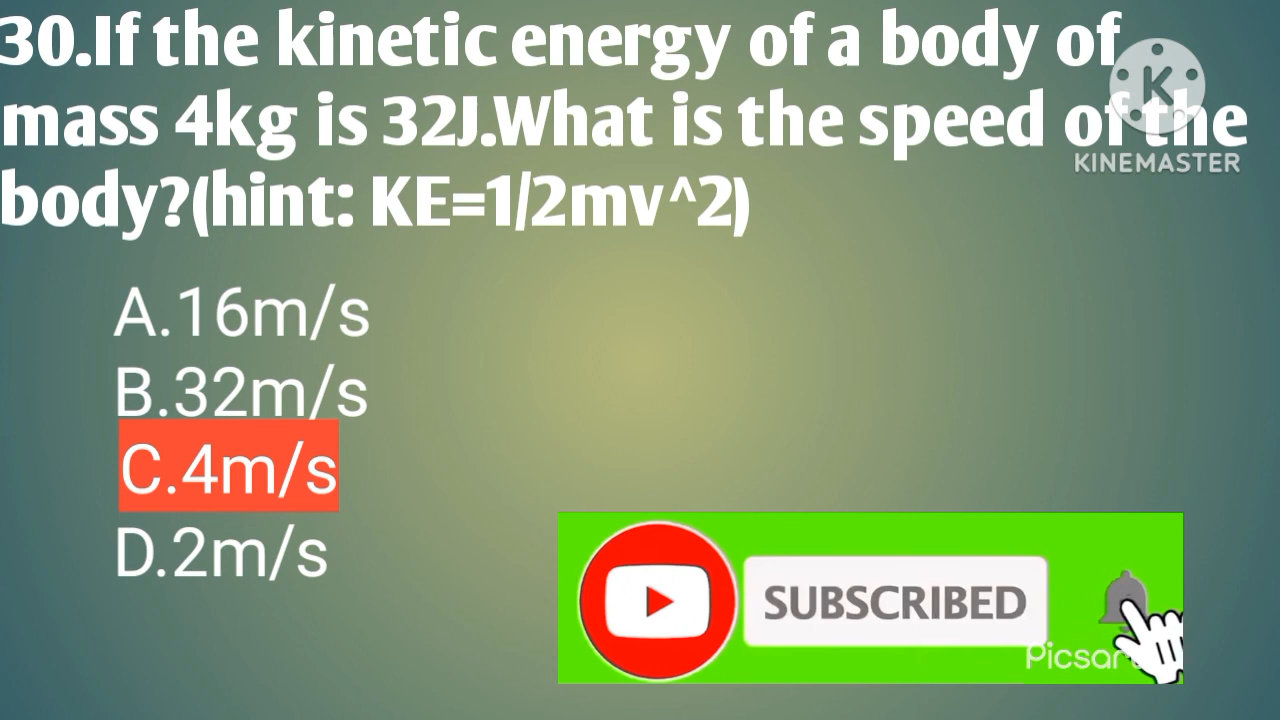 30.If the kinetic energy of a body of
mass 4kg is 32J.What is the speed of the
body?(hint: KE=1/2mv^2)
KINEMASTER
A.16m/s
B.32m/s
C.4m/s
D.2m/s
SUBSCRIBED
Picsart